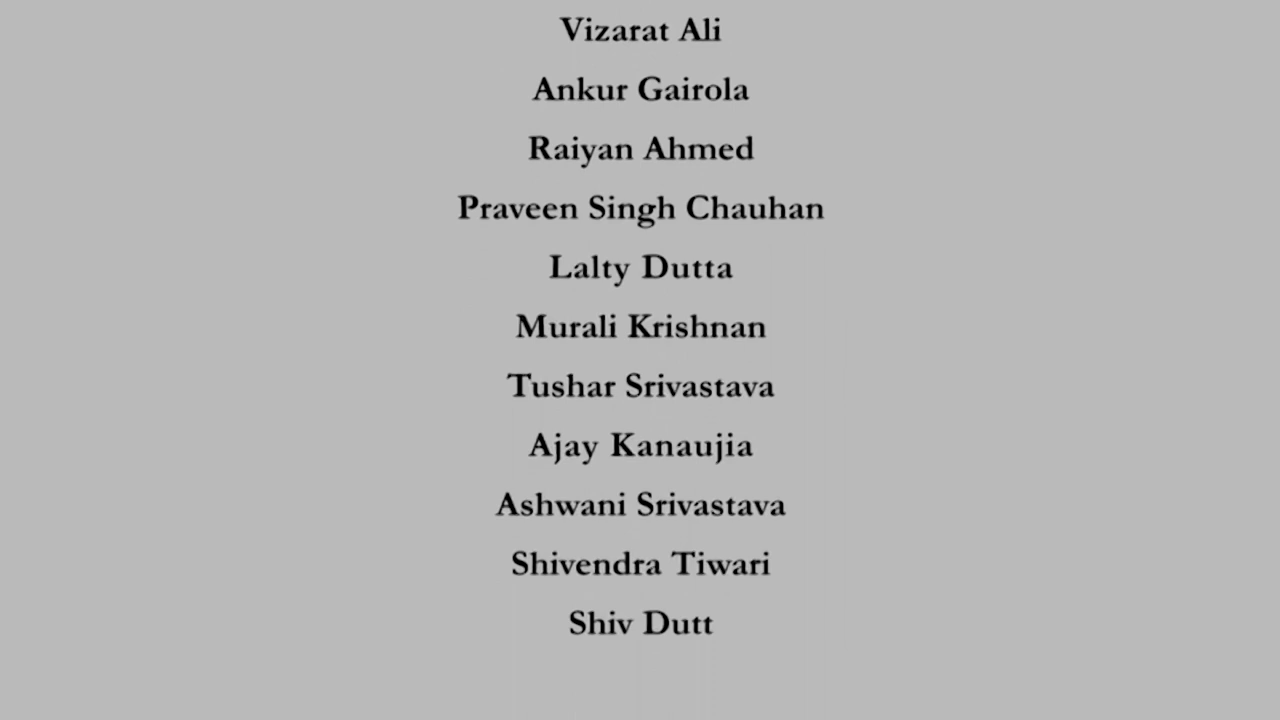 Vizarat Ali
Ankur Gairola
Raiyan Ahmed
Praveen Singh Chauhan
Lalty Dutta
Murali Krishnan
Tushar Srivastava
Ajay Kanaujia
Ashwani Srivastava
Shivendra Tiwari
Shiv Dutt